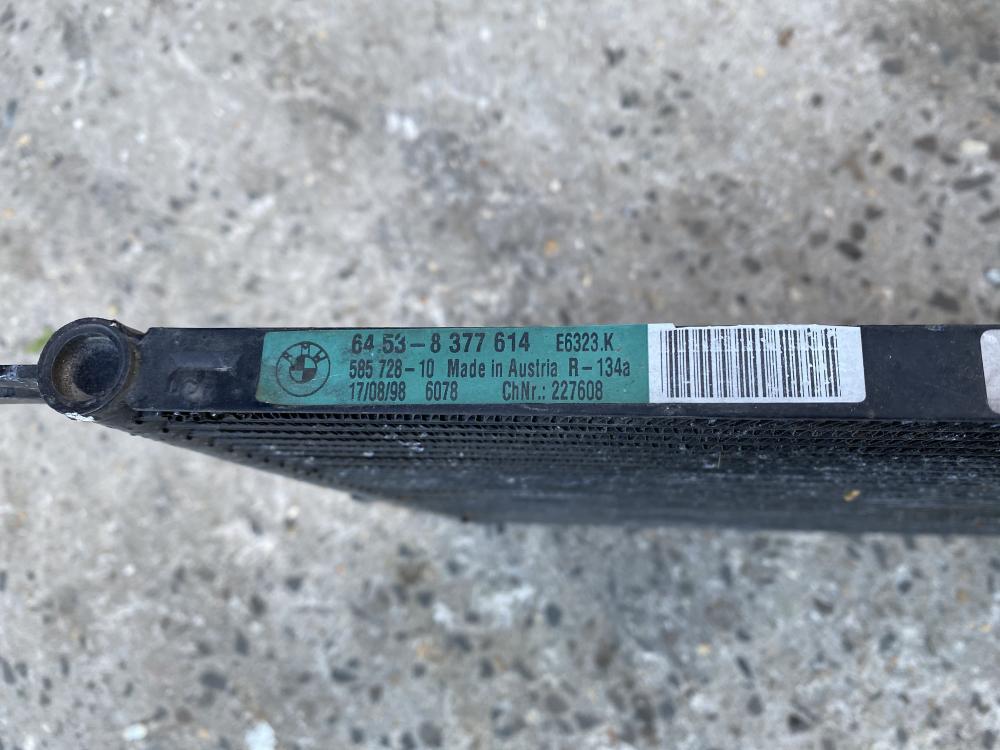 BMW
64.53-8 377 614 E6323.K
585 728-10 Made in Austria R-134a
17/08/98 6078 ChNr.: 227608